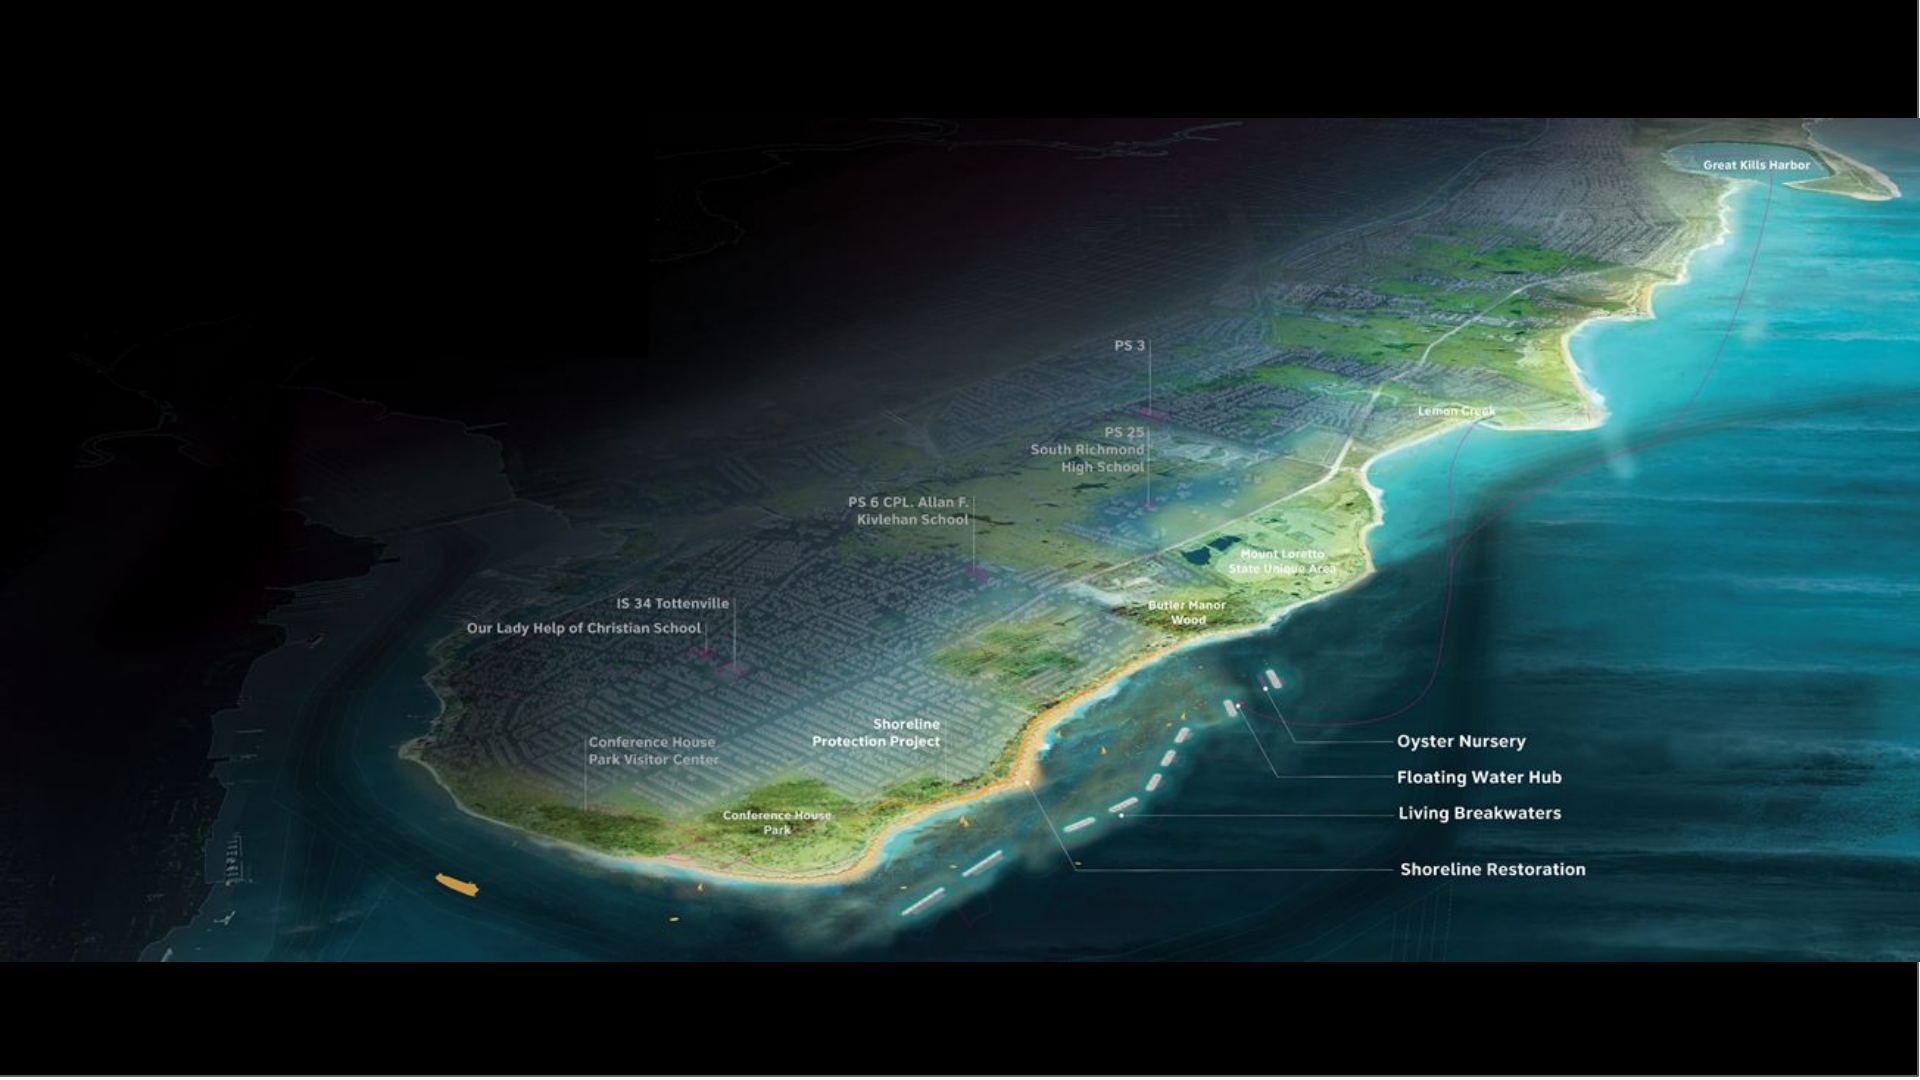 Great Kills Harbor
PS 3
Lemon Creek
PS 25
South Richmond
High School
PS 6 CPL. Allan F.
Kivlehan School
Mount Loretto
State Unique Area
IS 34 Tottenville
Butler Manor
Wood
Our Lady Help of Christian School
Shoreline
Protection Project
Conference House
Park Visitor Center
Oyster Nursery
Floating Water Hub
Living Breakwaters
Conference House
Park
Shoreline Restoration